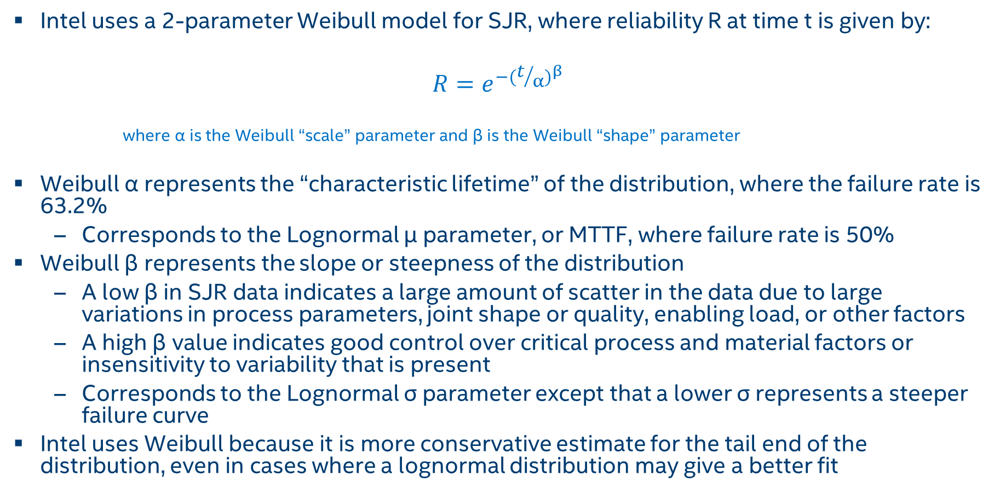 ▪ Intel uses a 2-parameter Weibull model for SJR, where reliability R at time t is given by:
R = e^{−(t/α)^β}
where α is the Weibull “scale” parameter and β is the Weibull “shape” parameter
▪ Weibull α represents the “characteristic lifetime” of the distribution, where the failure rate is
63.2%
– Corresponds to the Lognormal μ parameter, or MTTF, where failure rate is 50%
▪ Weibull β represents the slope or steepness of the distribution
– A low β in SJR data indicates a large amount of scatter in the data due to large
variations in process parameters, joint shape or quality, enabling load, or other factors
– A high β value indicates good control over critical process and material factors or
insensitivity to variability that is present
– Corresponds to the Lognormal σ parameter except that a lower σ represents a steeper
failure curve
▪ Intel uses Weibull because it is more conservative estimate for the tail end of the
distribution, even in cases where a lognormal distribution may give a better fit